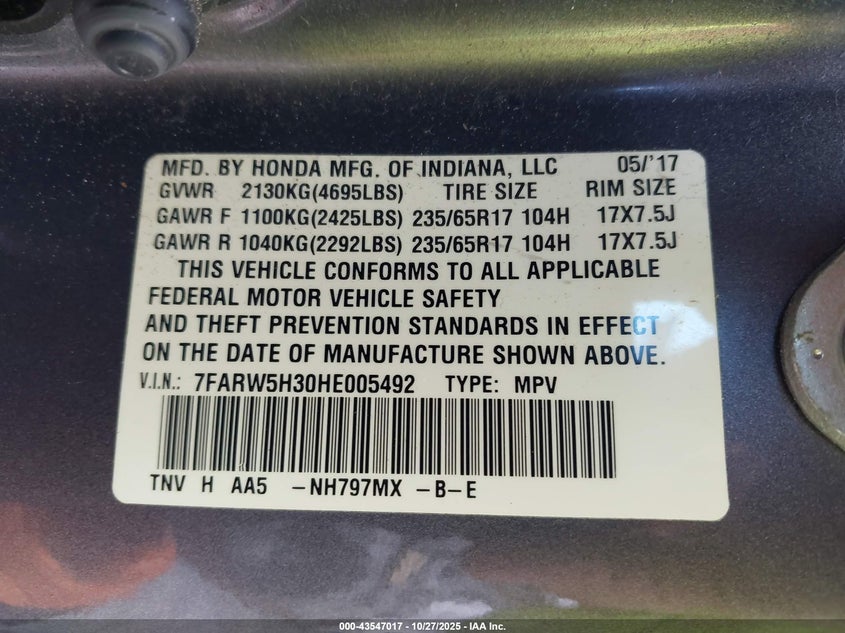 MFD. BY HONDA MFG. OF INDIANA, LLC 05/'17
GVWR 2130KG(4695LBS) TIRE SIZE RIM SIZE
GAWR F 1100KG(2425LBS) 235/65R17 104H 17X7.5J
GAWR R 1040KG(2292LBS) 235/65R17 104H 17X7.5J
THIS VEHICLE CONFORMS TO ALL APPLICABLE
FEDERAL MOTOR VEHICLE SAFETY
AND THEFT PREVENTION STANDARDS IN EFFECT
ON THE DATE OF MANUFACTURE SHOWN ABOVE.
V.I.N.: 7FARW5H30HE005492 TYPE: MPV
TNV H AA5 -NH797MX -B-E
000-43547017 | 10/27/2025 - IAA Inc.